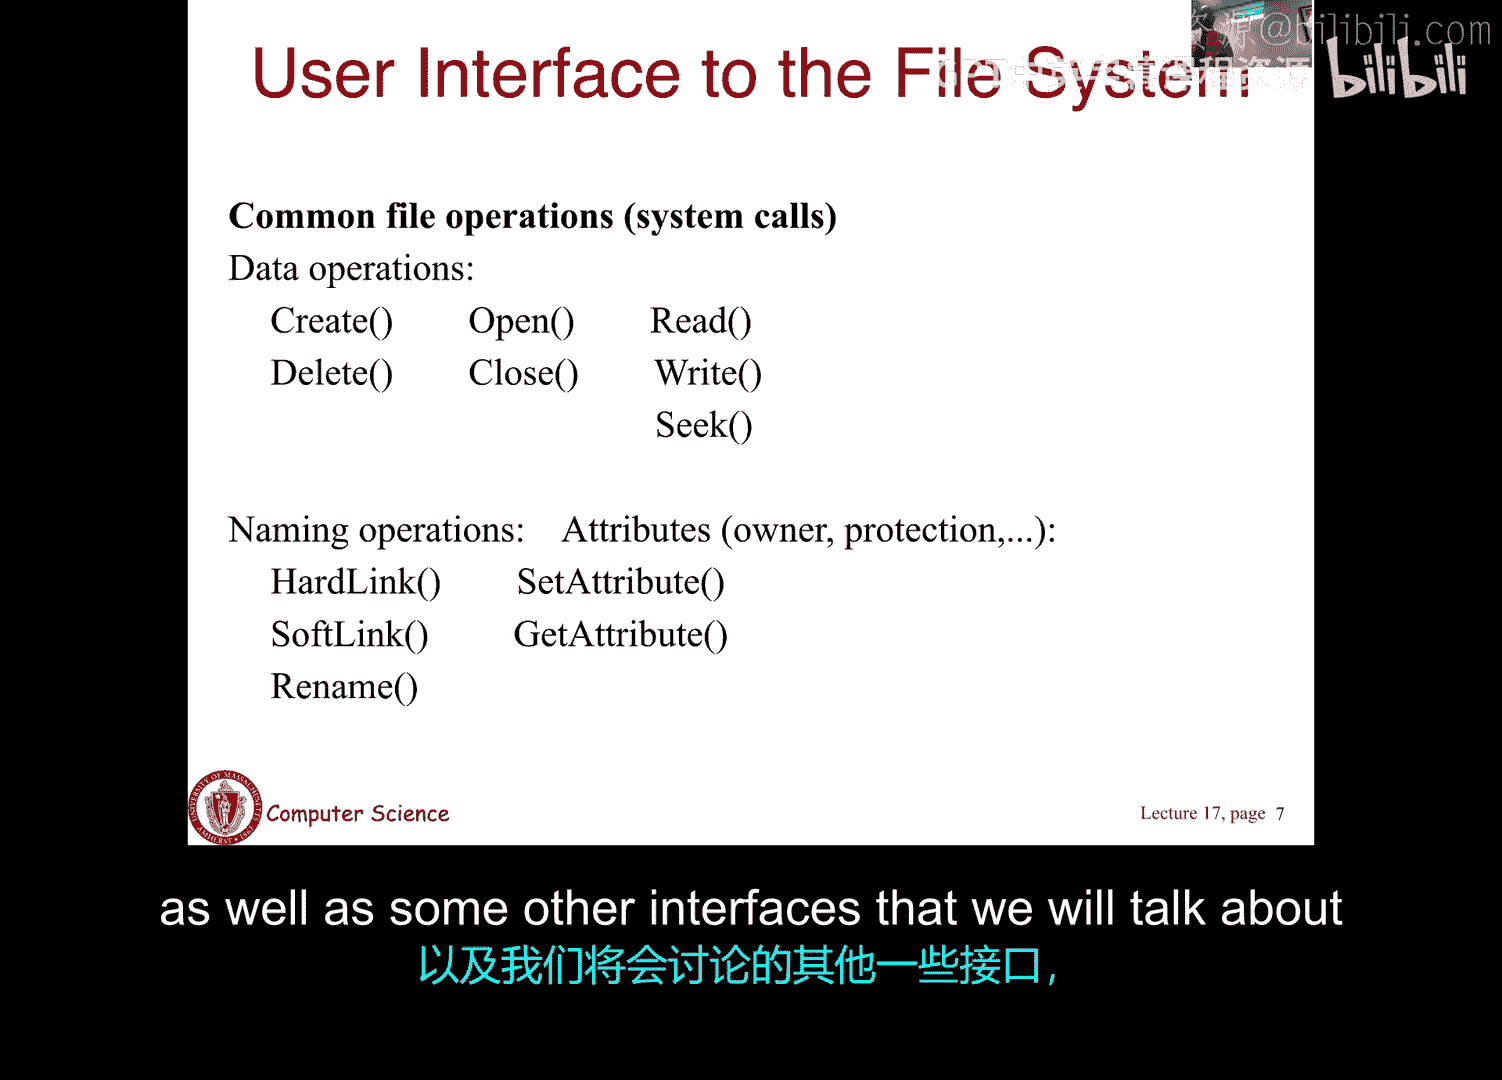 User Interface to the File System
@bilibili.com
bilibili
Common file operations (system calls)
Data operations:
Create() Open() Read()
Delete() Close() Write()
Seek()
Naming operations: Attributes (owner, protection,...):
HardLink() SetAttribute()
SoftLink() GetAttribute()
Rename()
Computer Science
Lecture 17, page 7
as well as some other interfaces that we will talk about
以及我们将会讨论的其他一些接口，